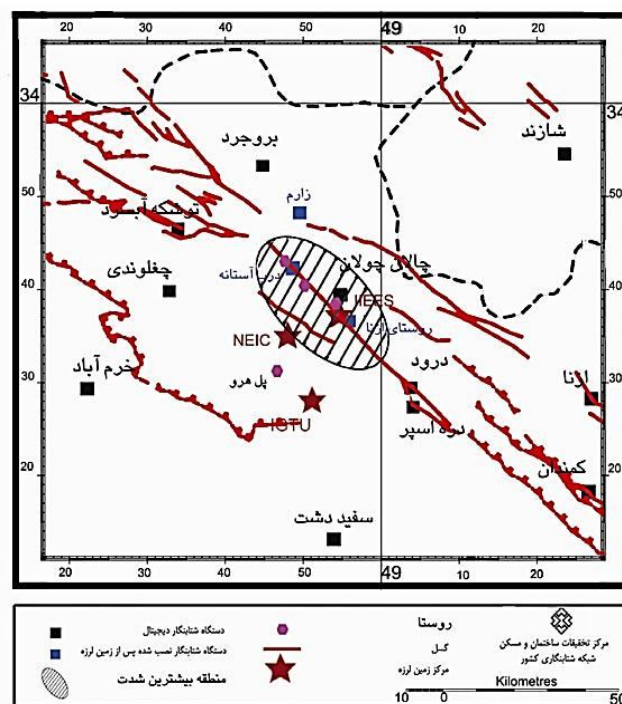 20 30 40 50 49 10 20
34 34
شازند
بروجرد
زارم
50 50
توشکه آبسرد
چالان چولان
درب آستانه
چغلوندی
40 40
IIEES
روستای ازنا
NEIC
درود
خرم آباد
پل هرو
ازنا
30 30
IGTU
دره اسپر
کمندان
20 20
سفید دشت
20 30 40 50 49 10 20
دستگاه شتابنگار دیجیتال
دستگاه شتابنگار نصب شده پس از زمین لرزه
منطقه بیشترین شدت
روستا
گسل
مرکز زمین لرزه
مرکز تحقیقات ساختمان و مسکن
شبکه شتابنگاری کشور
Kilometres
10 0 50